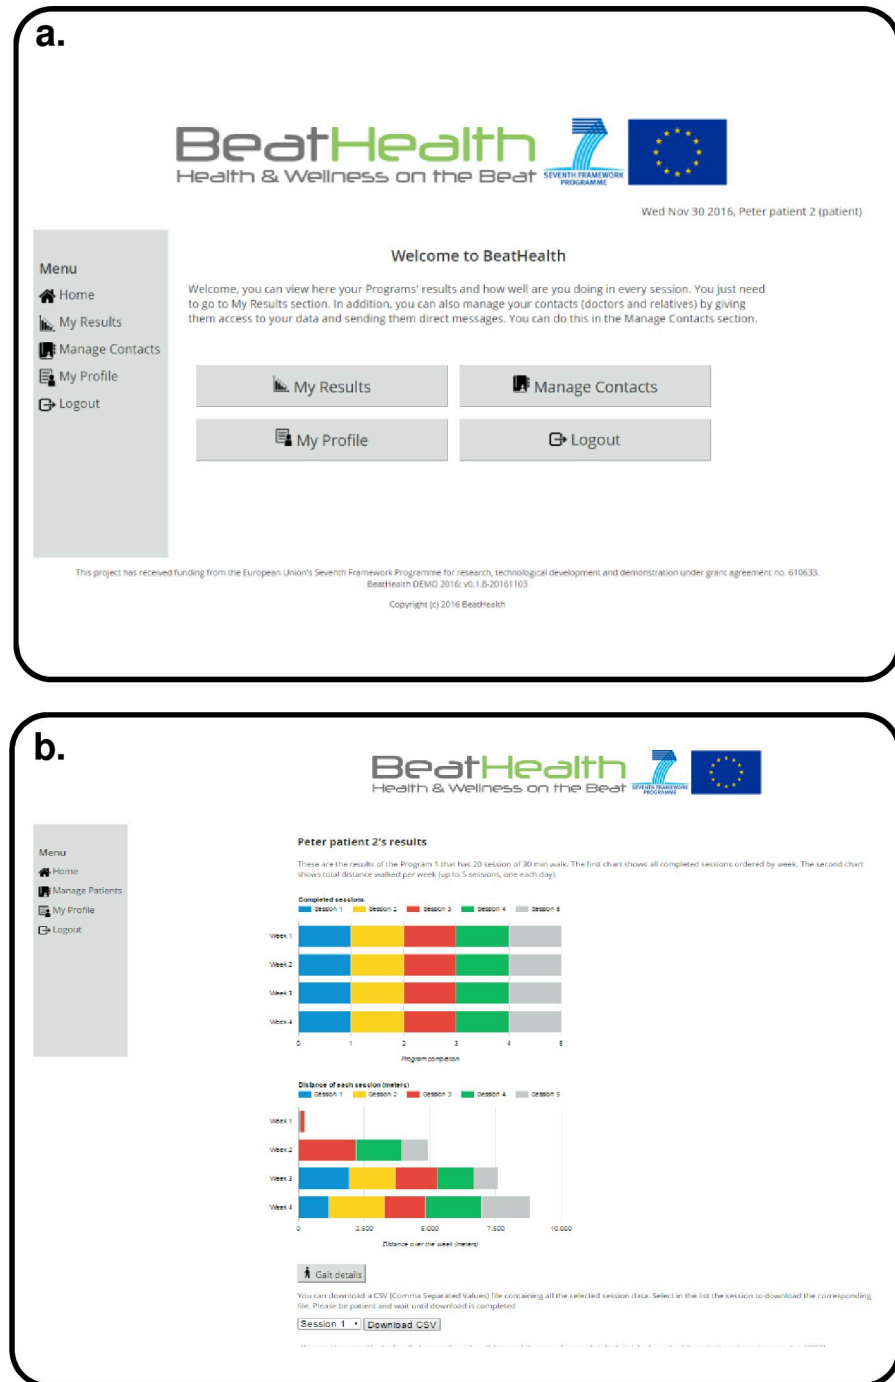 a.
BeatHealth
Health & Wellness on the Beat
7
SEVENTH FRAMEWORK
PROGRAMME
Wed Nov 30 2016, Peter patient 2 (patient)
Menu
Home
My Results
Manage Contacts
My Profile
Logout
Welcome to BeatHealth
Welcome, you can view here your Programs' results and how well are you doing in every session. You just need
to go to My Results section. In addition, you can also manage your contacts (doctors and relatives) by giving
them access to your data and sending them direct messages. You can do this in the Manage Contacts section.
My Results
Manage Contacts
My Profile
Logout
This project has received funding from the European Union's Seventh Framework Programme for research, technological development and demonstration under grant agreement no. 610633.
BeatHealth DEMO 2016: v0.1.8-20161103
Copyright (c) 2016 BeatHealth
b.
BeatHealth
Health & Wellness on the Beat
7
SEVENTH FRAMEWORK
PROGRAMME
Menu
Home
Manage Patients
My Profile
Logout
Peter patient 2's results
These are the results of the Program 1 that has 20 session of 30 min walk. The first chart shows all completed sessions ordered by week. The second chart
shows total distance walked per week (up to 5 sessions, one each day).
Completed sessions
Session 1 Session 2 Session 3 Session 4 Session 5
Week 1
Week 2
Week 3
Week 4
0 1 2 3 4 5
Program completion
Distance of each session (meters)
Session 1 Session 2 Session 3 Session 4 Session 5
Week 1
Week 2
Week 3
Week 4
0 2.500 5.000 7.500 10.000
Distance over the week (meters)
Gait details
You can download a CSV (Comma Separated Values) file containing all the selected session data. Select in the list the session to download the corresponding
file. Please be patient and wait until download is completed
Session 1 Download CSV